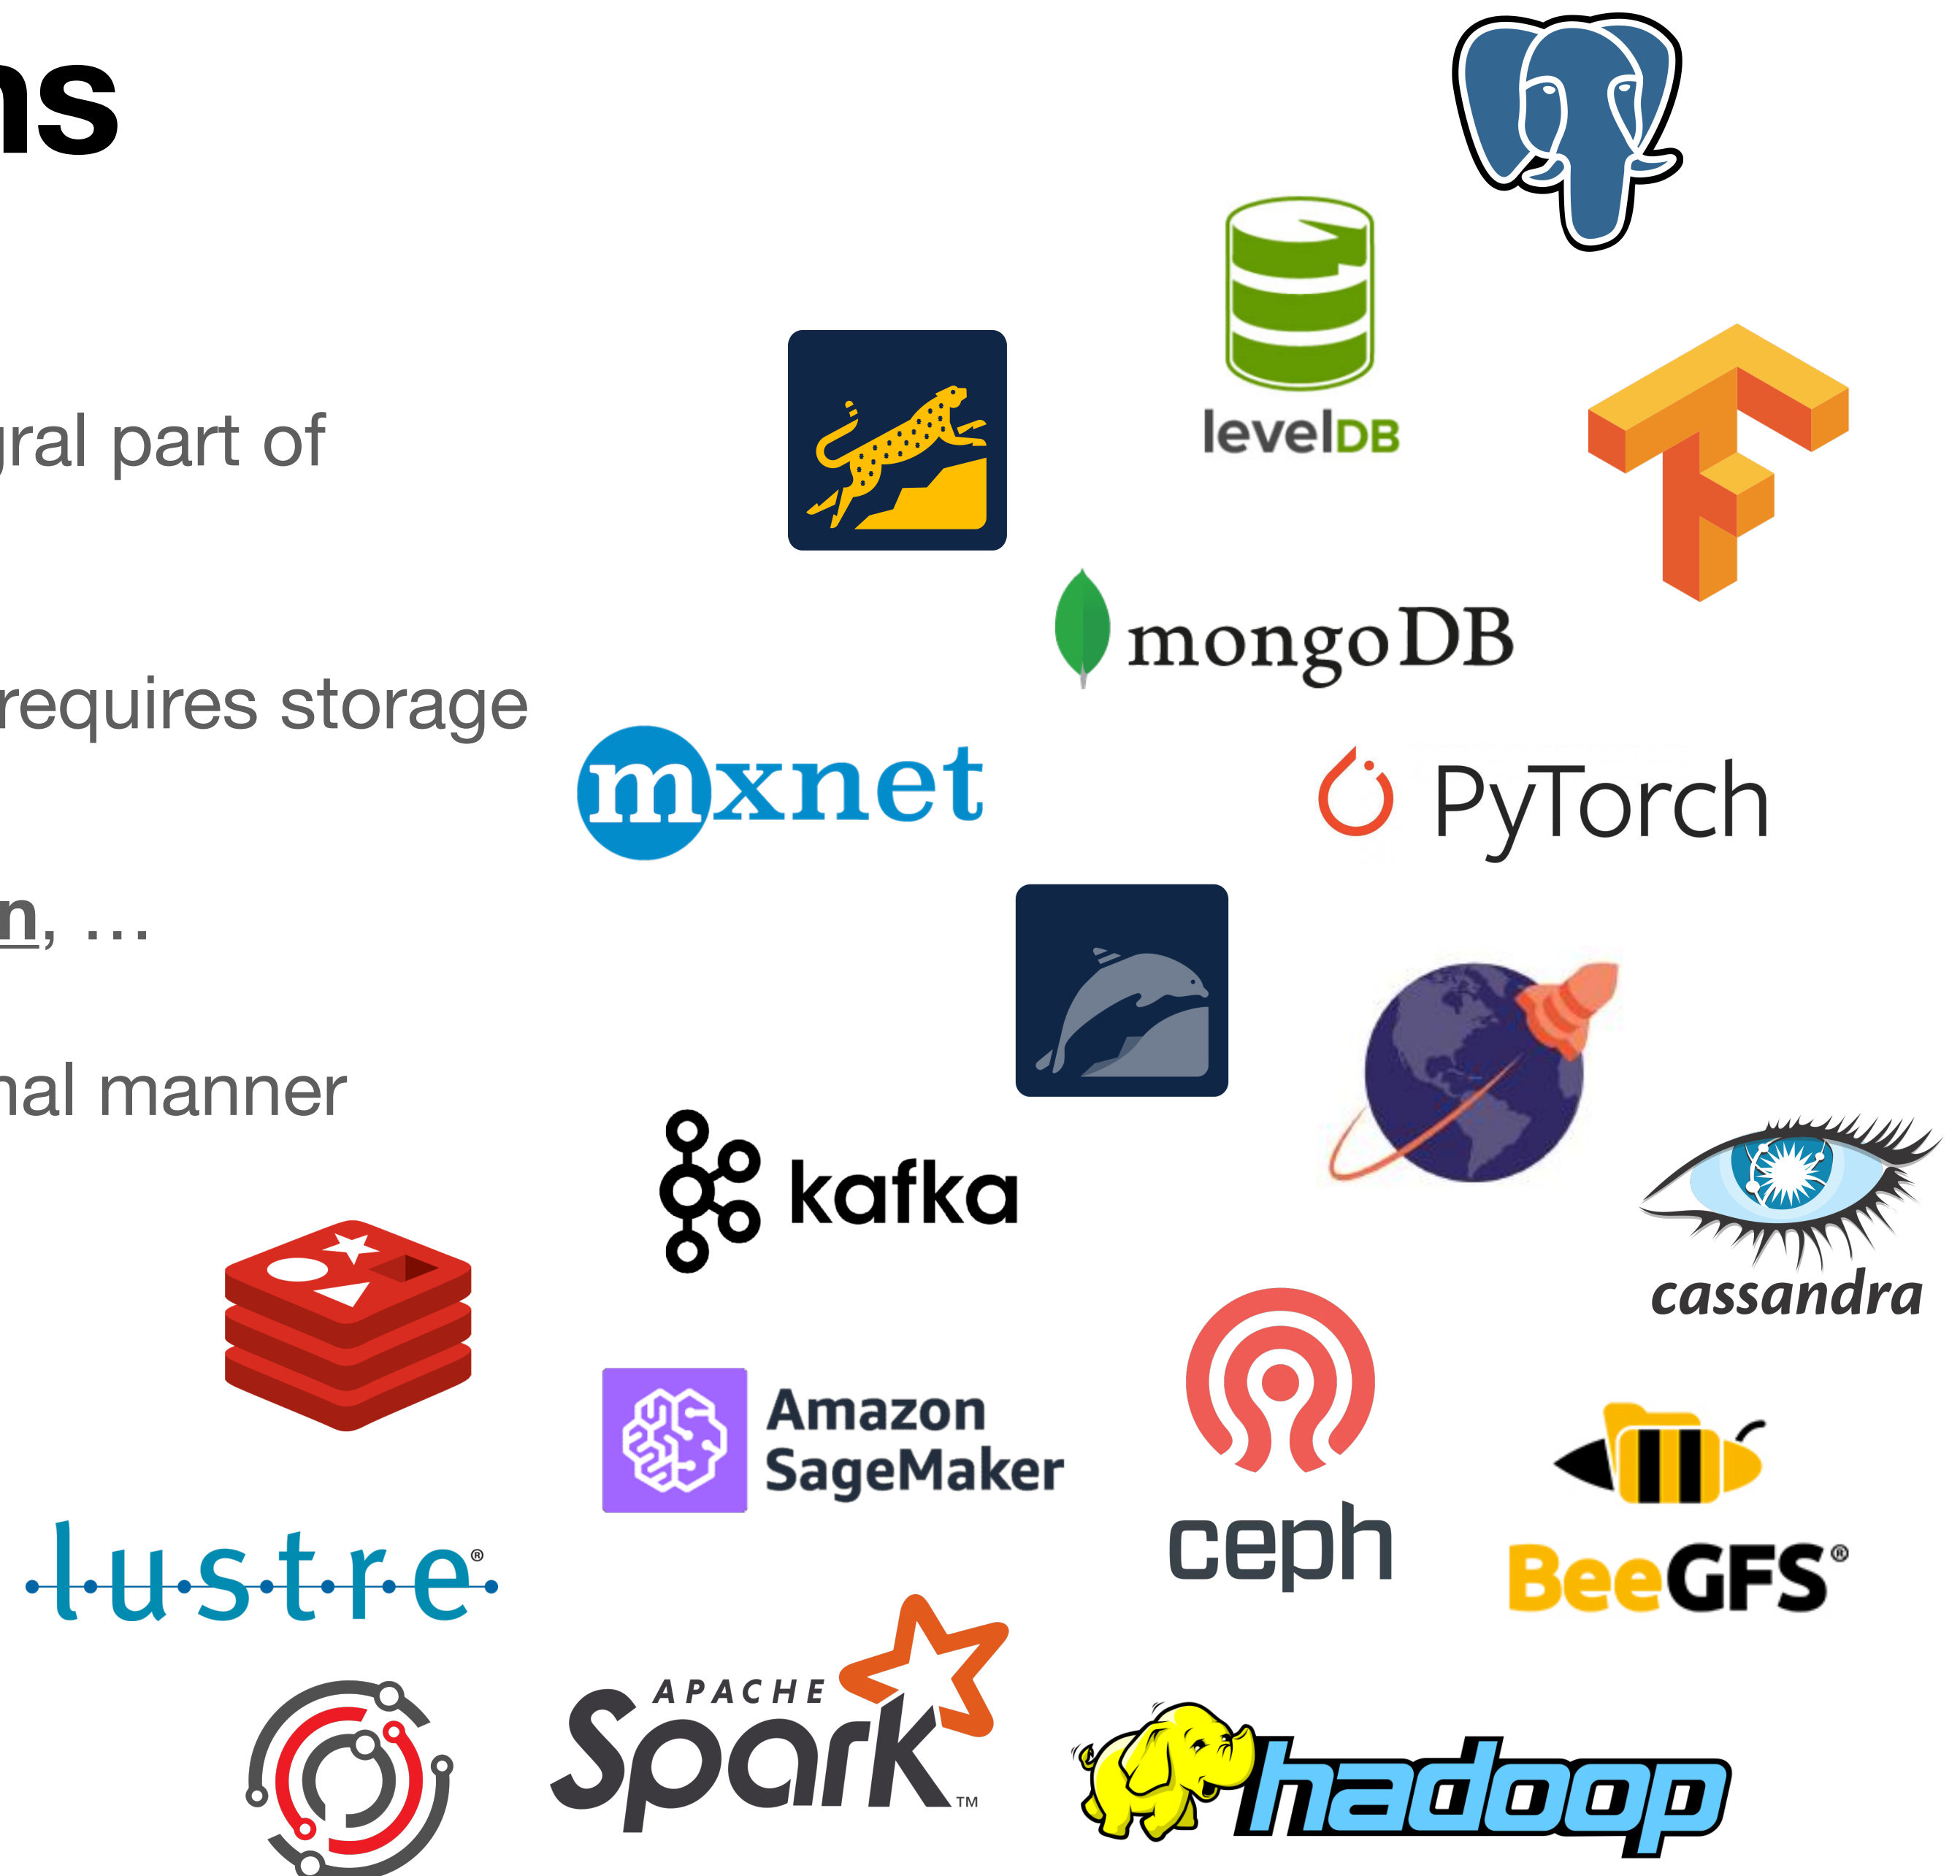 ns
gral part of
levelDB
mongoDB
requires storage
mxnet
PyTorch
n, …
nal manner
kafka
cassandra
Amazon
SageMaker
ceph
BeeGFS®
lustre®
APACHE
Spark™
hadoop